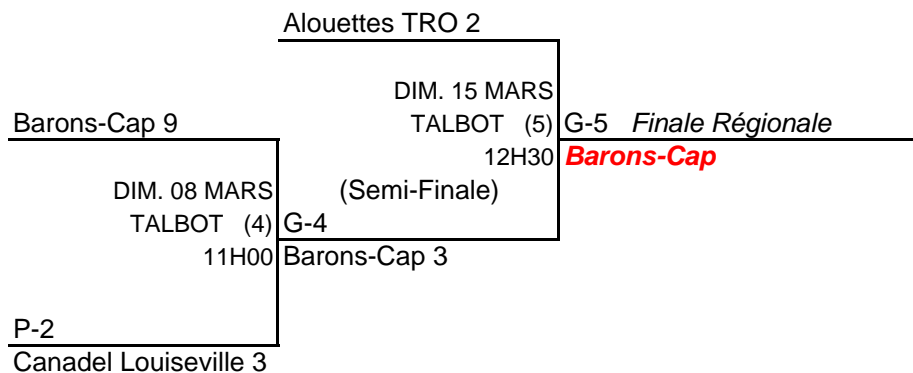 Alouettes TRO 2
DIM. 15 MARS
Barons-Cap 9
TALBOT (5) G-5 Finale Régionale
12H30 Barons-Cap
DIM. 08 MARS (Semi-Finale)
TALBOT (4) G-4
11H00 Barons-Cap 3
P-2
Canadel Louiseville 3